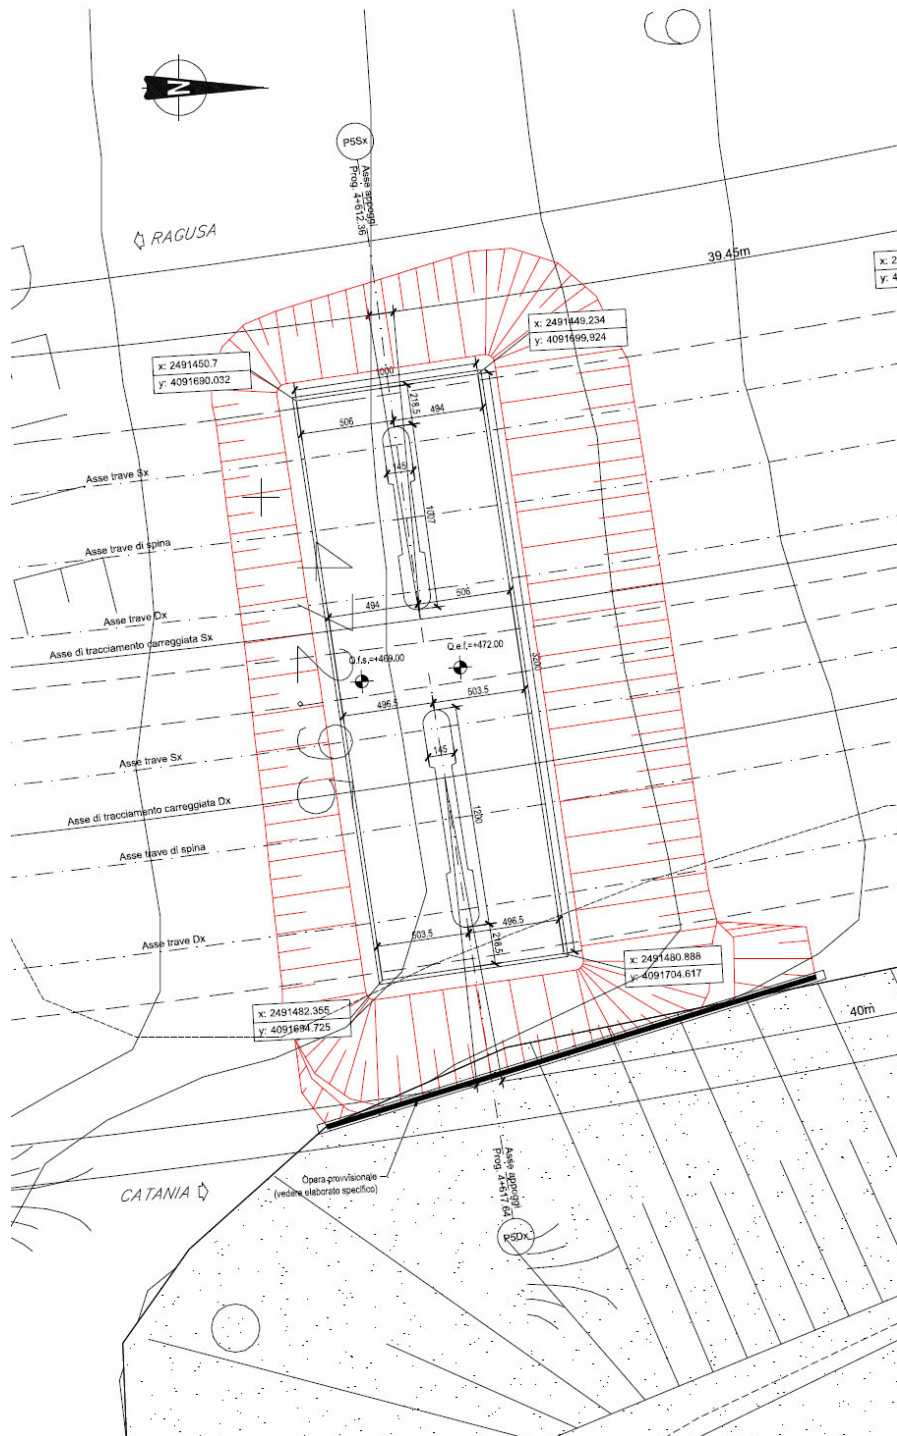 N
P5Sx
Asse appoggi
Prog. 4+612.36
RAGUSA
39.45m
x: 2
y: 4
x: 2491449.234
y: 4091699.924
x: 2491450.7
y: 4091690.032
1000
218.5
506
494
145
1007
Asse trave Sx
Asse trave di spina
494
506
Asse trave Dx
Asse di tracciamento carreggiata Sx
Q.f.s.=+469.00
Q.e.f.=+472.00
3200
496.5
503.5
145
Asse trave Sx
Asse di tracciamento carreggiata Dx
1200
Asse trave di spina
Asse trave Dx
503.5
496.5
218.5
x: 2491480.888
y: 4091704.617
x: 2491482.355
y: 4091694.725
40m
Opera provvisionale
(vedere elaborato specifico)
CATANIA
Asse appoggi
Prog. 4+617.64
P5Dx